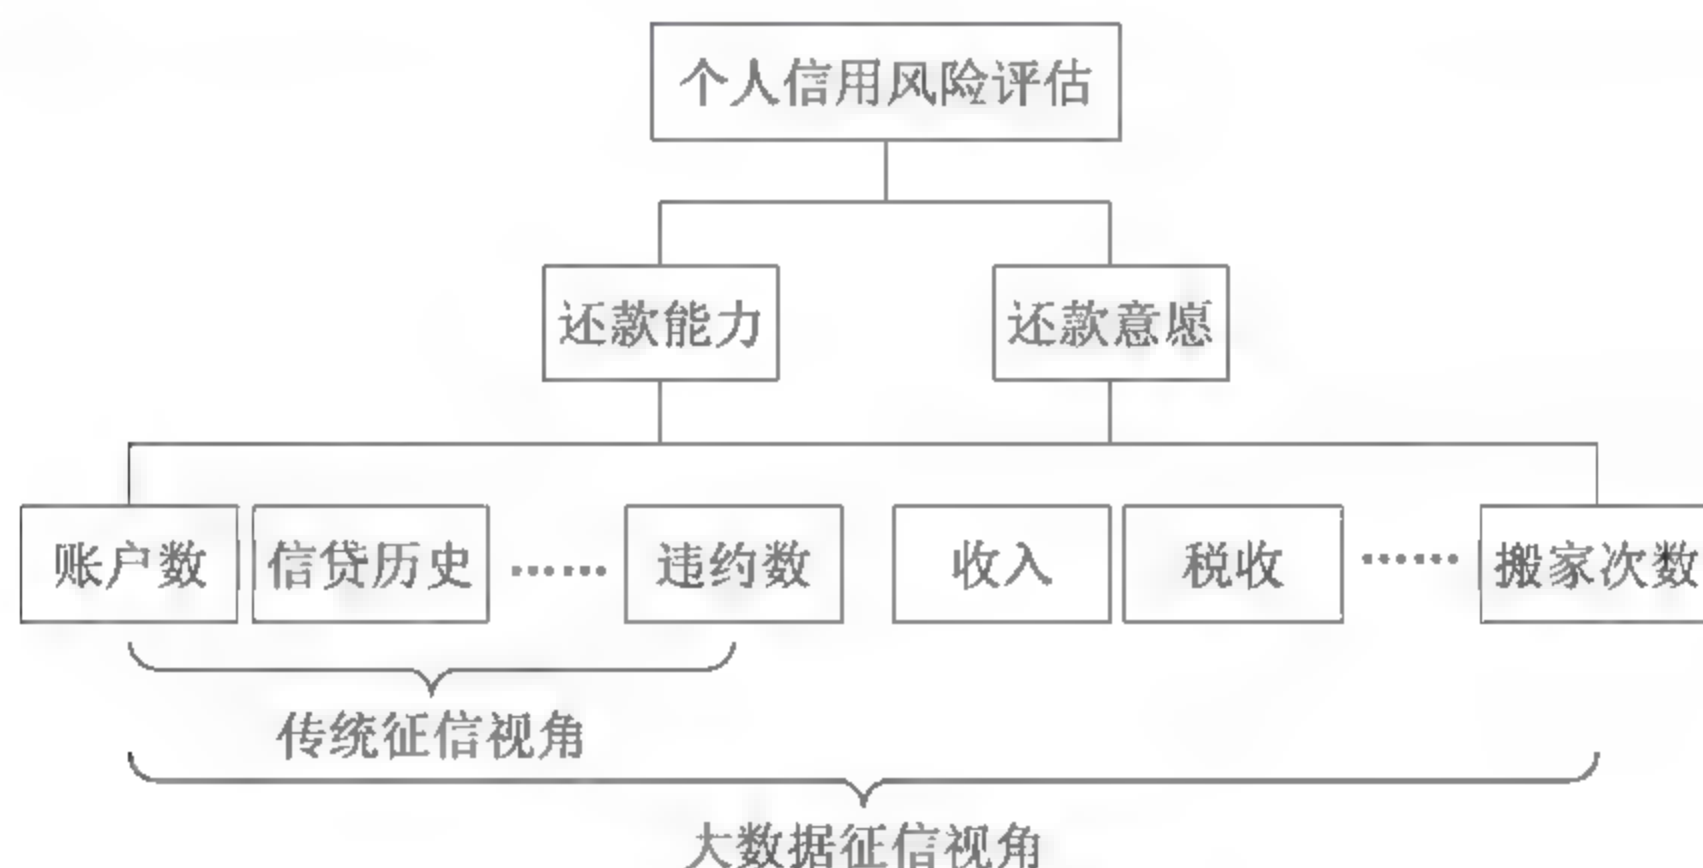 个人信用风险评估
还款能力 还款意愿
账户数 信贷历史 …… 违约数 收入 税收 …… 搬家次数
传统征信视角
大数据征信视角